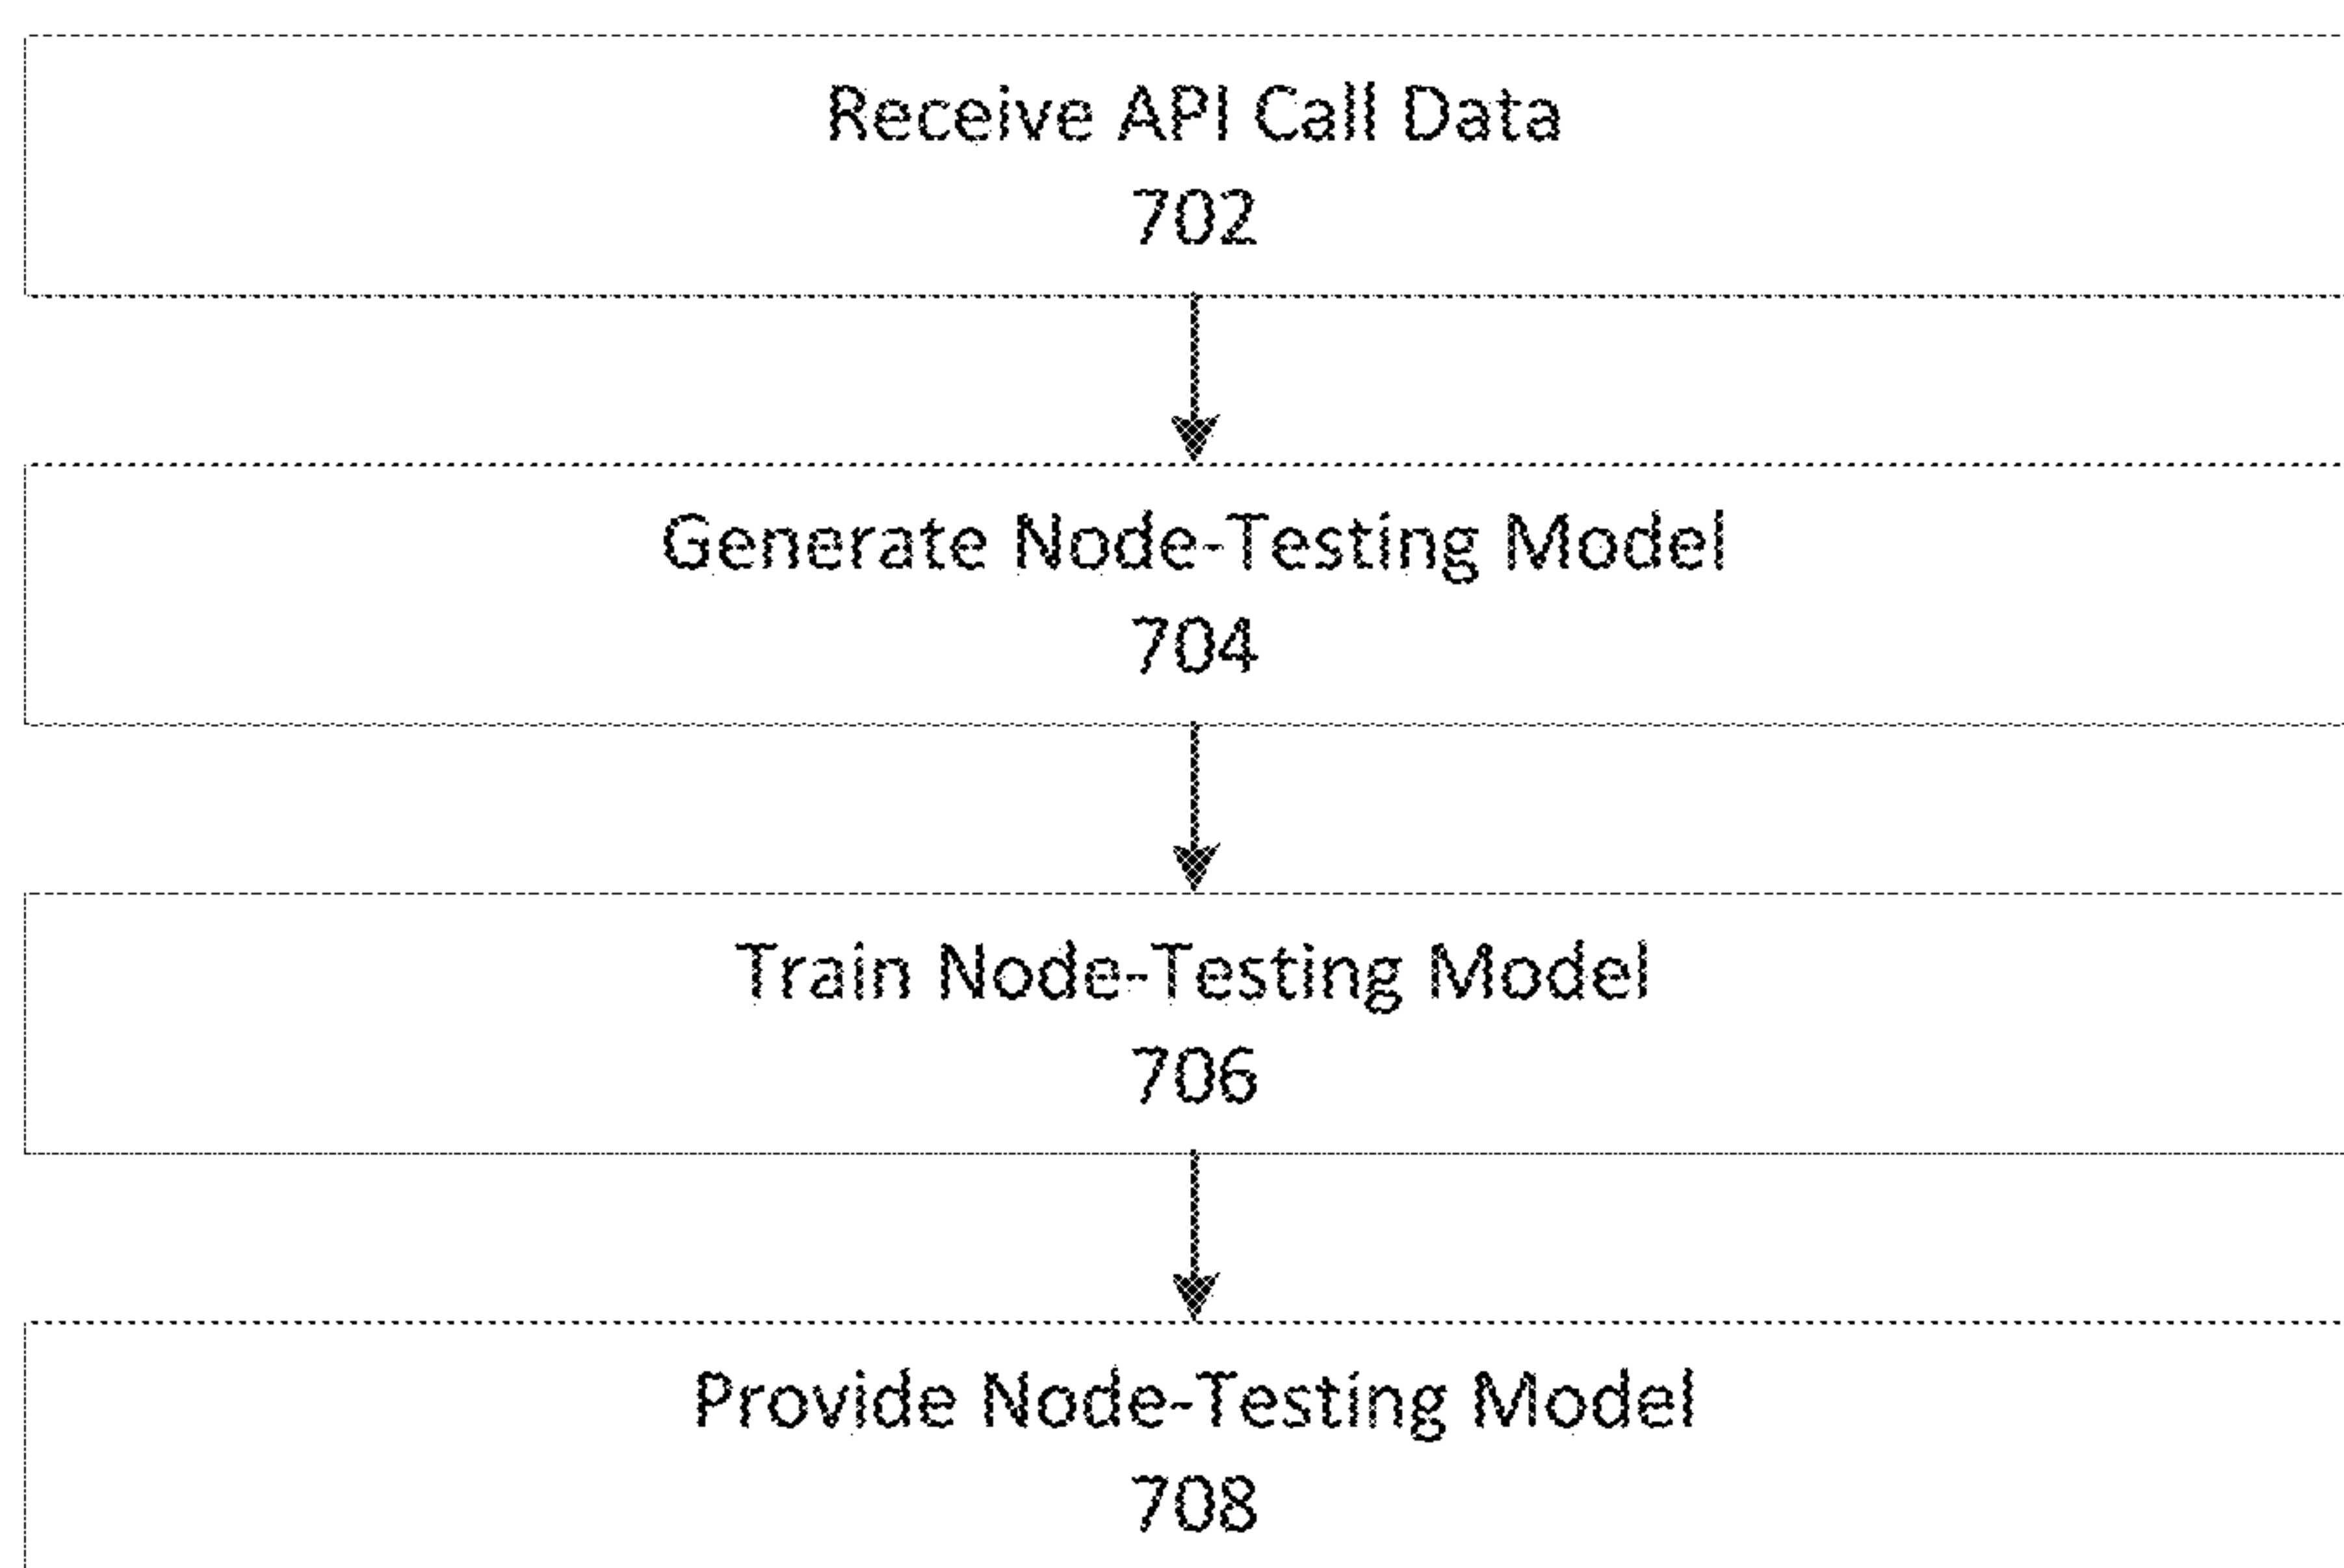 Receive API Call Data
702
Generate Node-Testing Model
704
Train Node-Testing Model
706
Provide Node-Testing Model
708